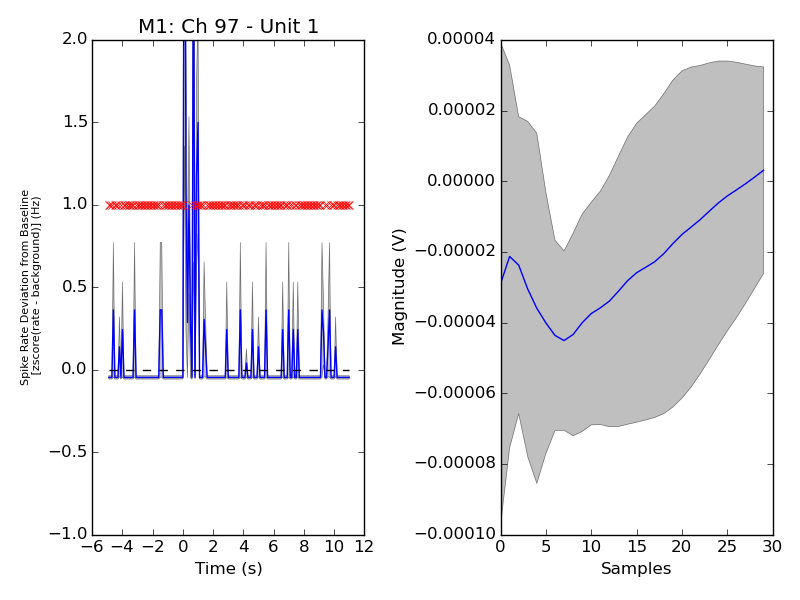 M1: Ch 97 - Unit 1
Spike Rate Deviation from Baseline
[zscore(rate - background)] (Hz)
2.0
1.5
1.0
0.5
0.0
−0.5
−1.0
−6 −4 −2 0 2 4 6 8 10 12
Time (s)
Magnitude (V)
0.00004
0.00002
0.00000
−0.00002
−0.00004
−0.00006
−0.00008
−0.00010
0 5 10 15 20 25 30
Samples